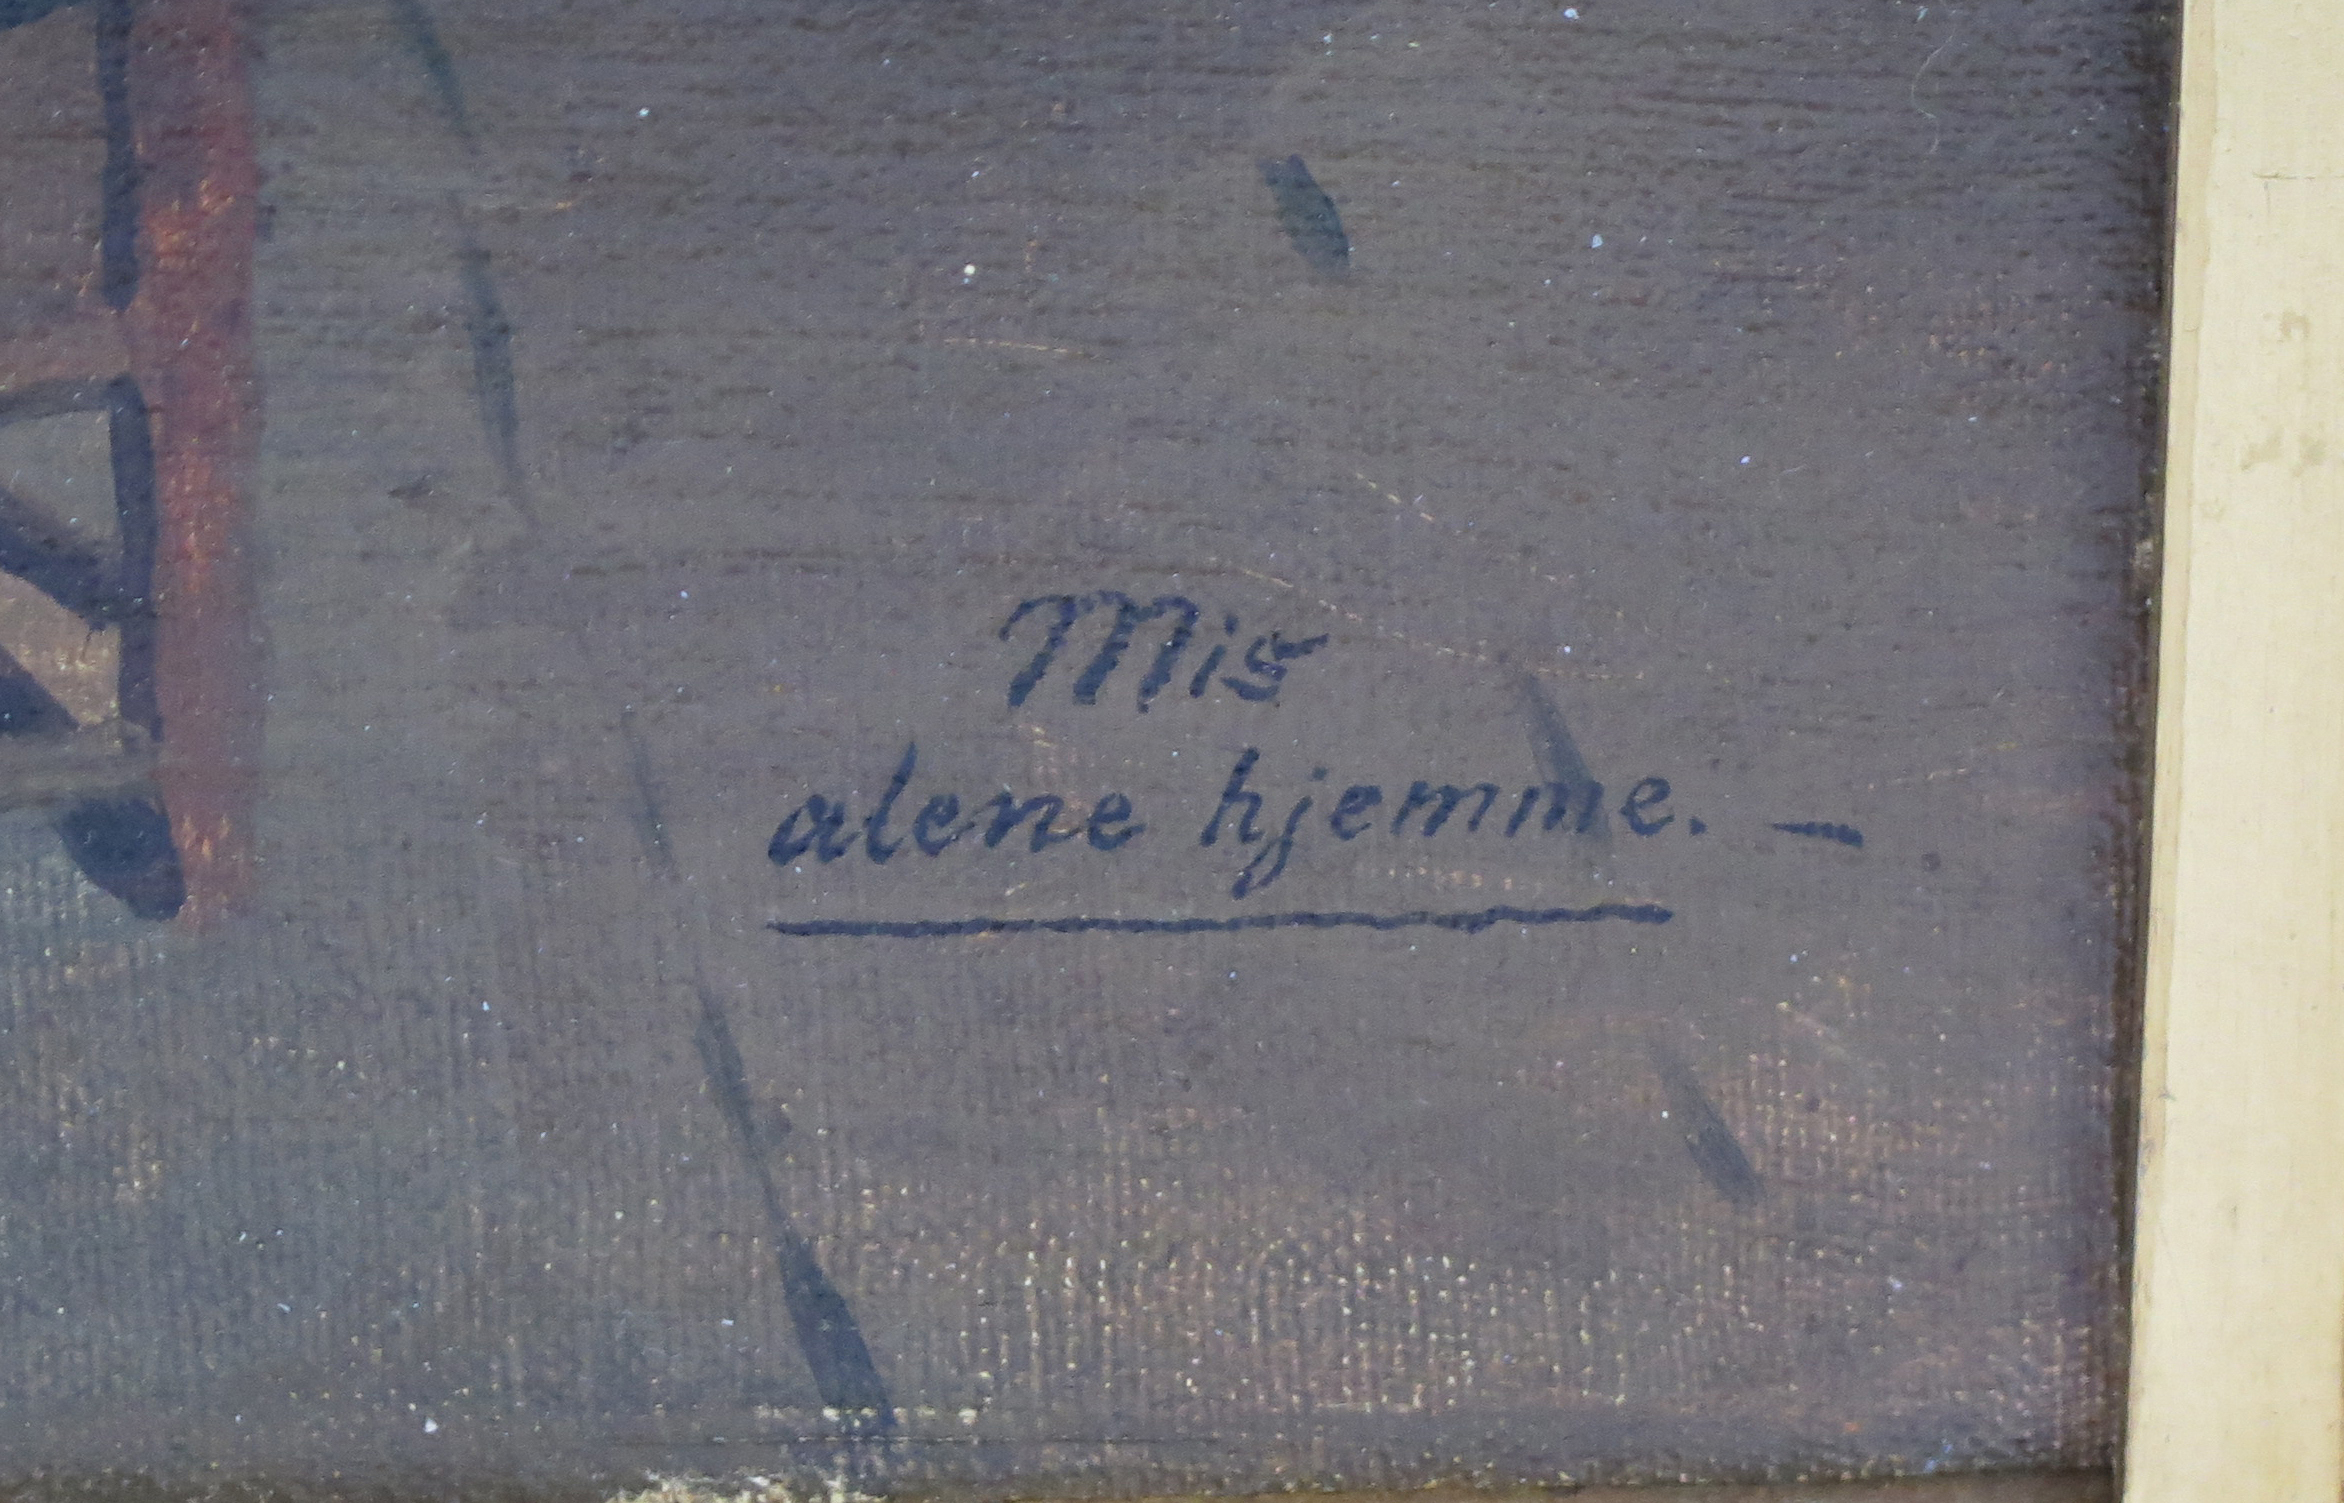 Mis
alene hjemme. —